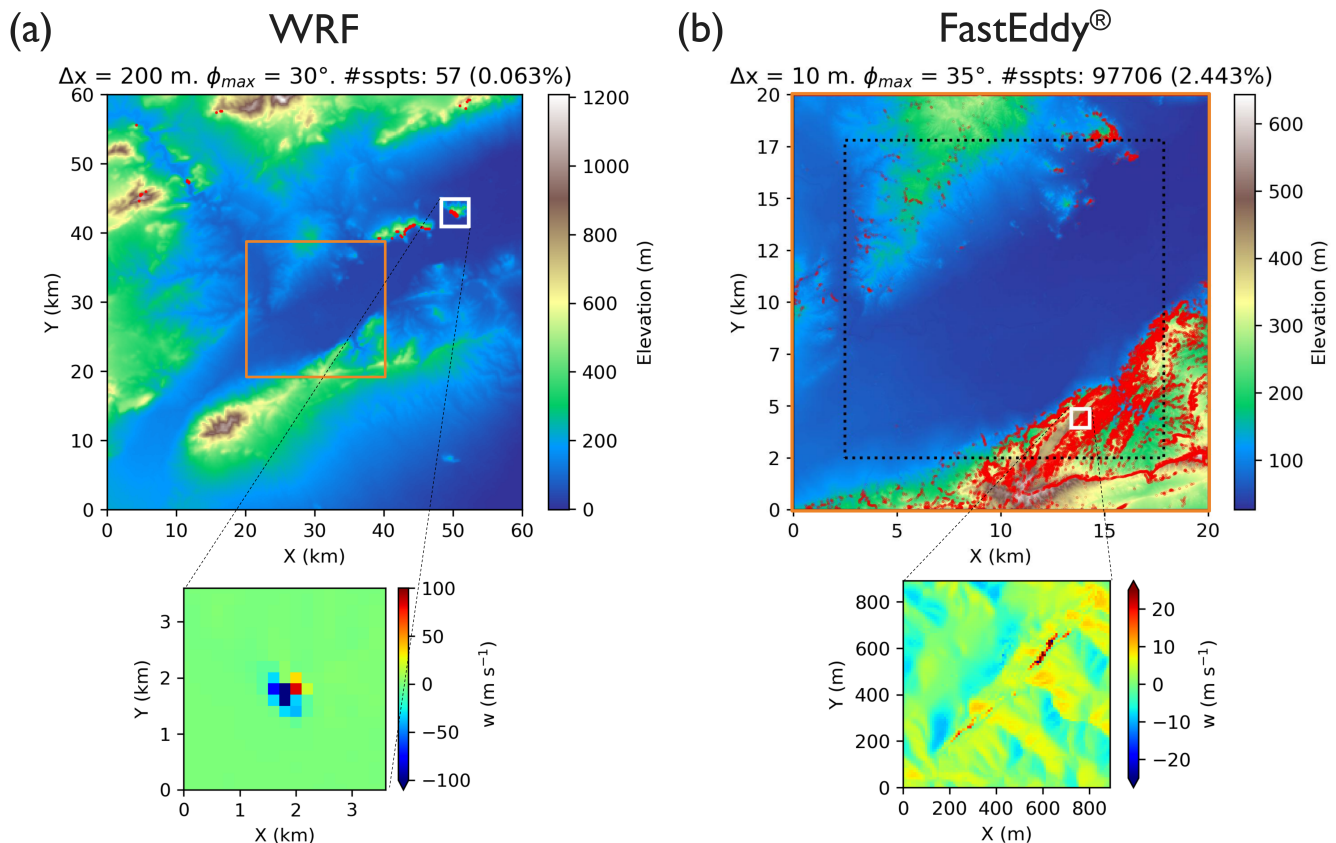 (a) WRF
Δx = 200 m. ϕmax = 30°. #sspts: 57 (0.063%)
60
50
40
30
20
10
0
Y (km)
0 10 20 30 40 50 60
X (km)
1200
1000
800
600
400
200
0
Elevation (m)
3
2
1
0
Y (km)
0 1 2 3
X (km)
100
50
0
−50
−100
w (m s⁻¹)
(b) FastEddy®
Δx = 10 m. ϕmax = 35°. #sspts: 97706 (2.443%)
20
17
15
12
10
7
5
2
0
Y (km)
0 5 10 15 20
X (km)
600
500
400
300
200
100
Elevation (m)
800
600
400
200
0
Y (m)
0 200 400 600 800
X (m)
20
10
0
−10
−20
w (m s⁻¹)